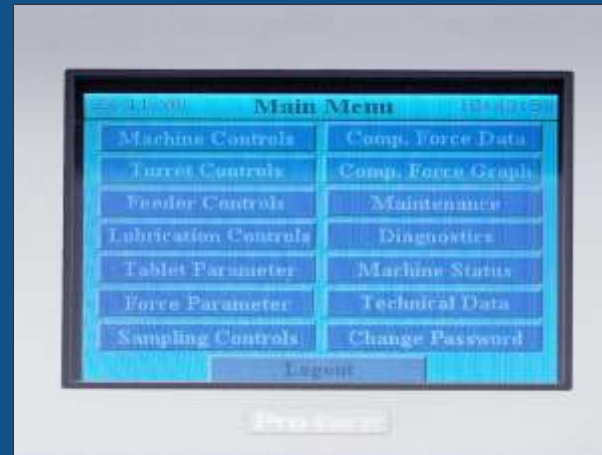 Main Menu
Machine Controls
Comp. Force Data
Turret Controls
Comp. Force Graph
Feeder Controls
Maintenance
Lubrication Controls
Diagnostics
Tablet Parameter
Machine Status
Force Parameter
Technical Data
Sampling Controls
Change Password
Logout
Pro-face